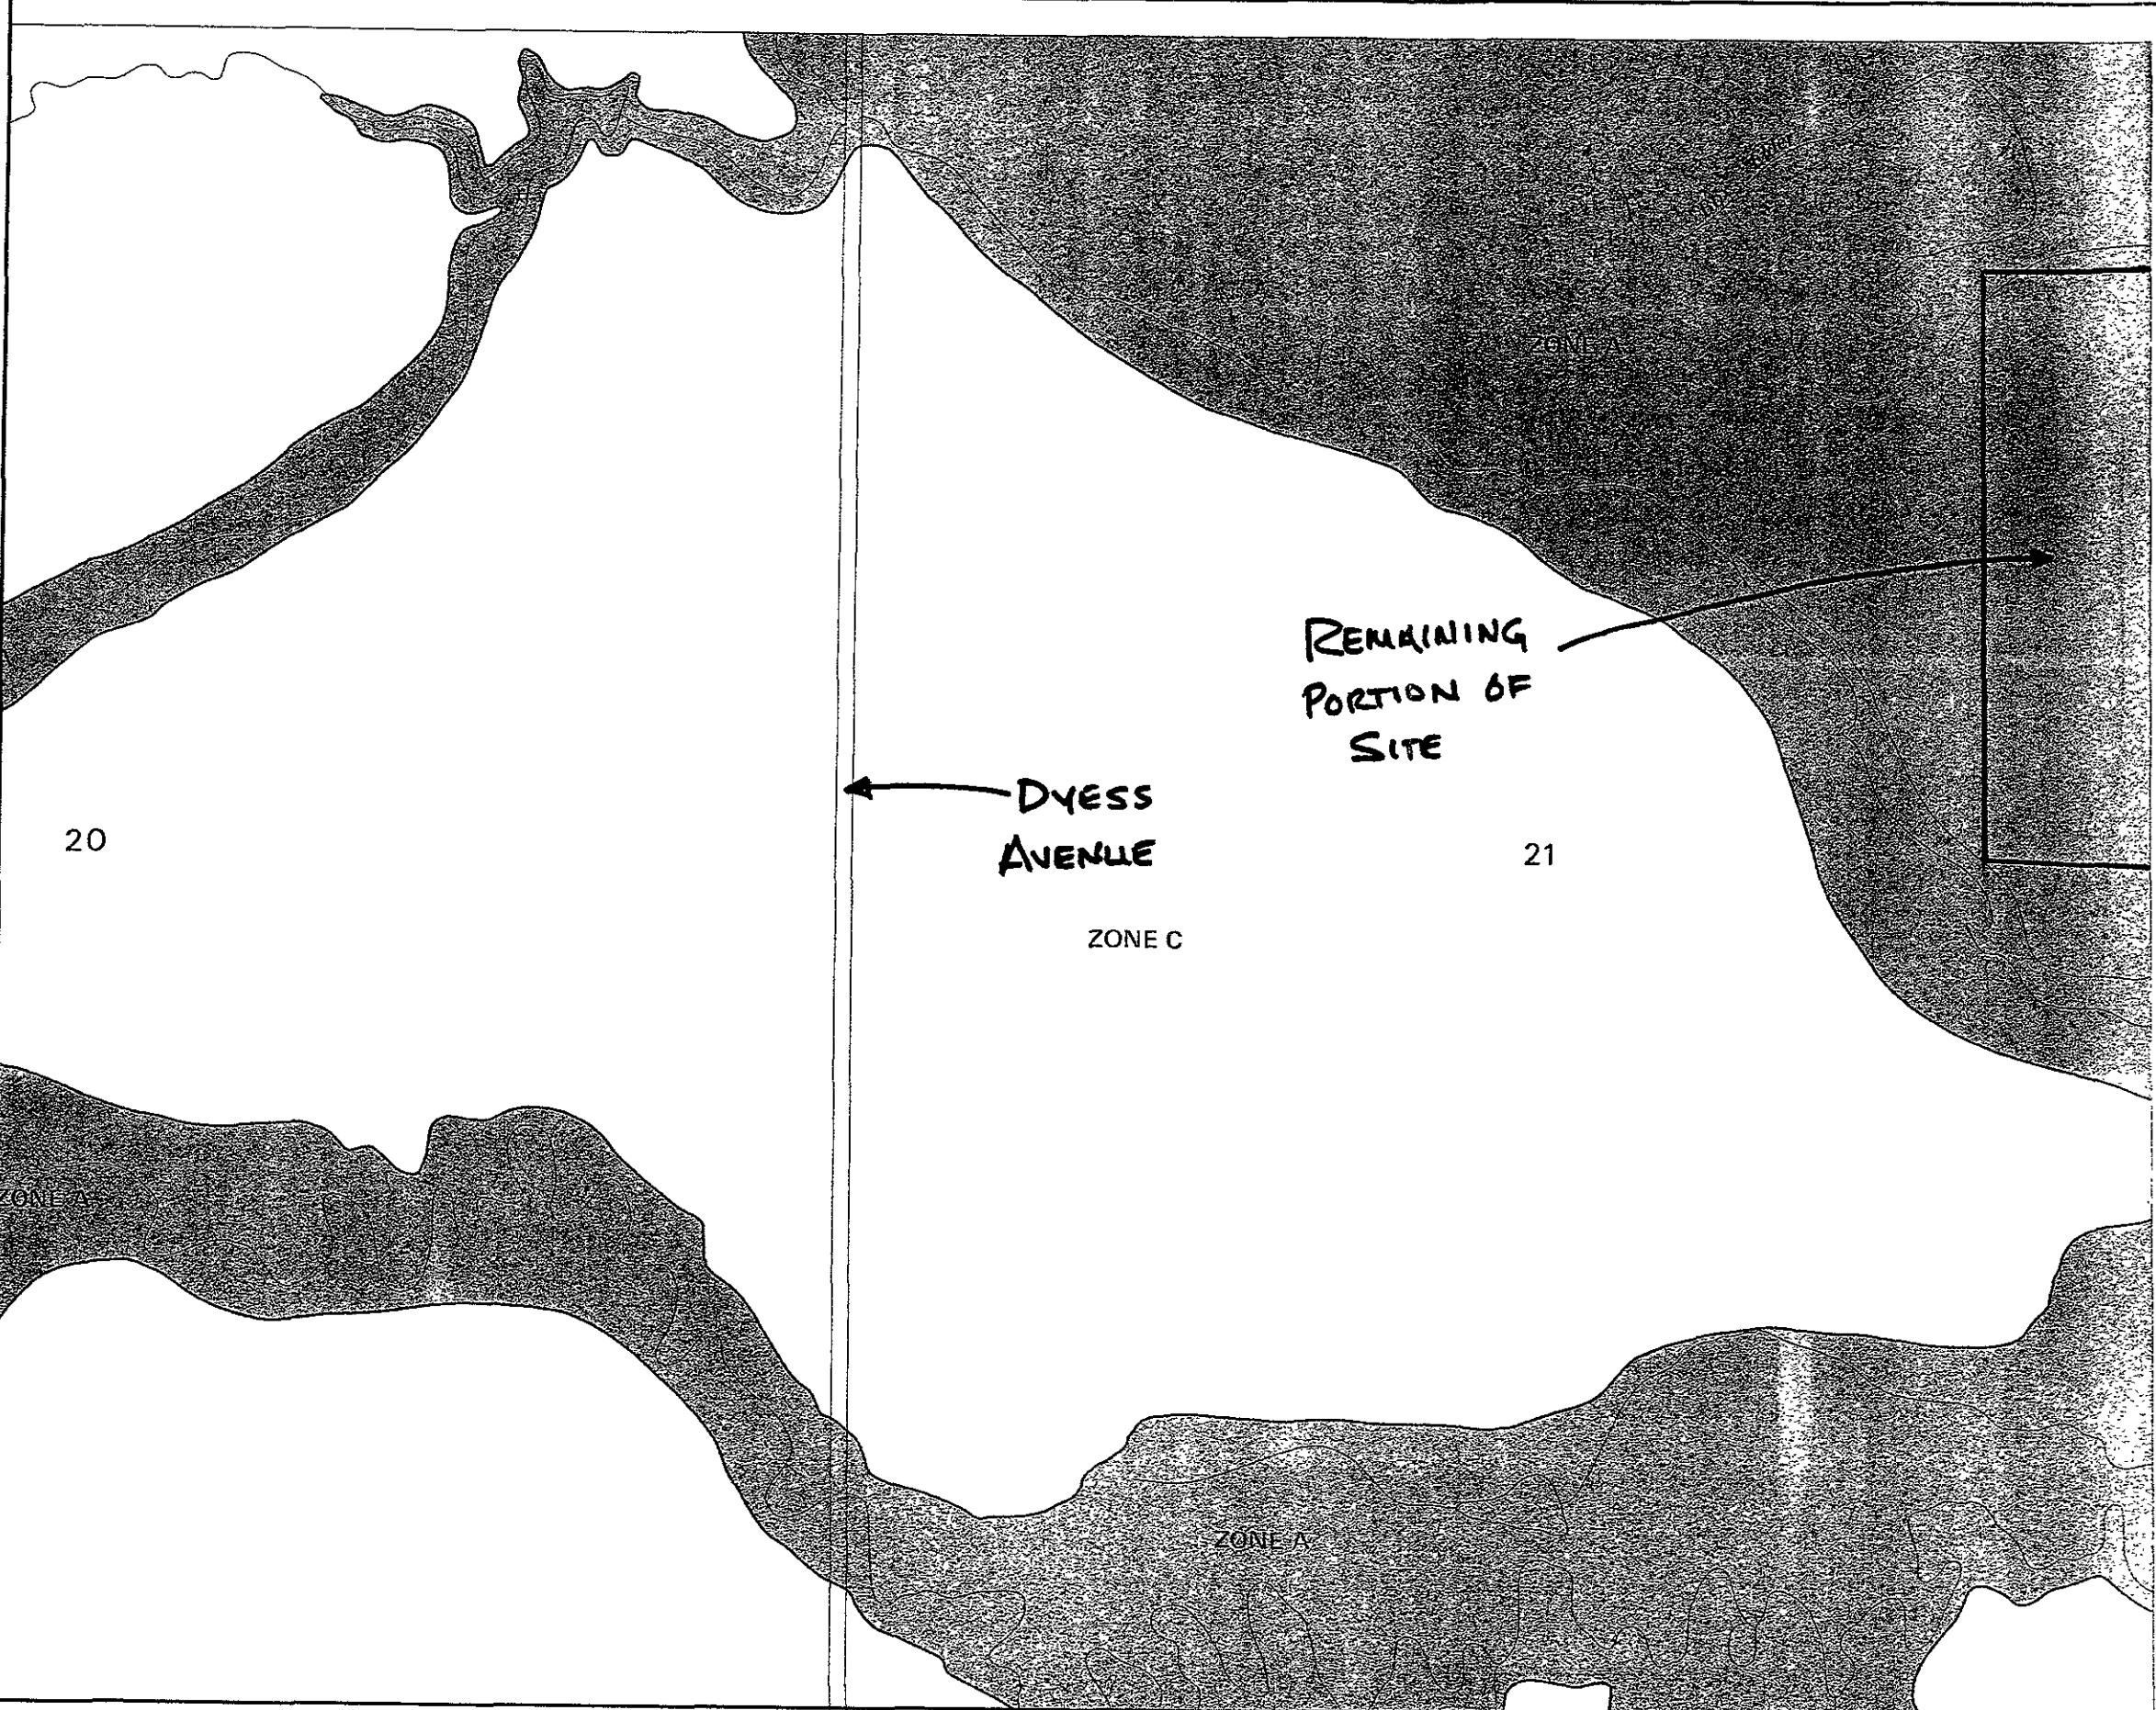 ZONE A
REMAINING
PORTION OF
SITE
DYESS
AVENUE
20
21
ZONE C
ZONE A
ZONE A